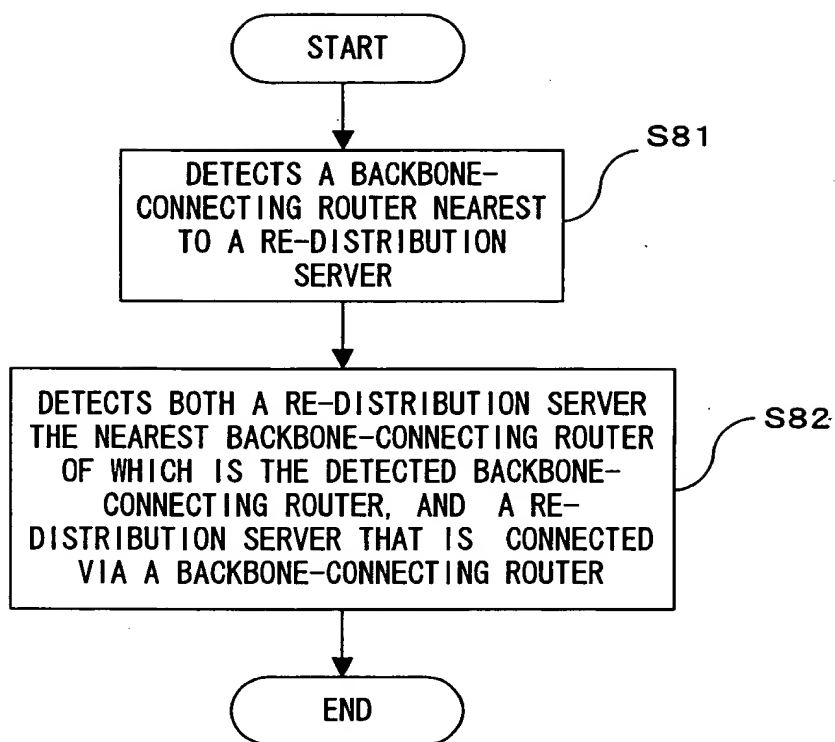 START
S81
DETECTS A BACKBONE-
CONNECTING ROUTER NEAREST
TO A RE-DISTRIBUTION
SERVER
DETECTS BOTH A RE-DISTRIBUTION SERVER
THE NEAREST BACKBONE-CONNECTING ROUTER
OF WHICH IS THE DETECTED BACKBONE-
CONNECTING ROUTER, AND A RE-
DISTRIBUTION SERVER THAT IS CONNECTED
VIA A BACKBONE-CONNECTING ROUTER
S82
END